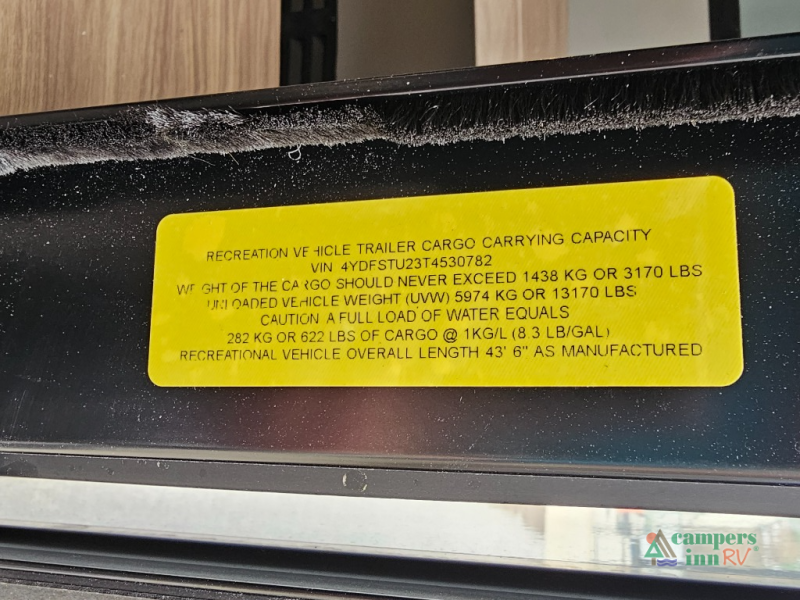 RECREATION VEHICLE TRAILER CARGO CARRYING CAPACITY
VIN 4YDFSTU23T4530782
WEIGHT OF THE CARGO SHOULD NEVER EXCEED 1438 KG OR 3170 LBS
UNLOADED VEHICLE WEIGHT (UVW) 5974 KG OR 13170 LBS
CAUTION A FULL LOAD OF WATER EQUALS
282 KG OR 622 LBS OF CARGO @ 1KG/L (8.3 LB/GAL)
RECREATIONAL VEHICLE OVERALL LENGTH 43' 6" AS MANUFACTURED
campers
inn RV